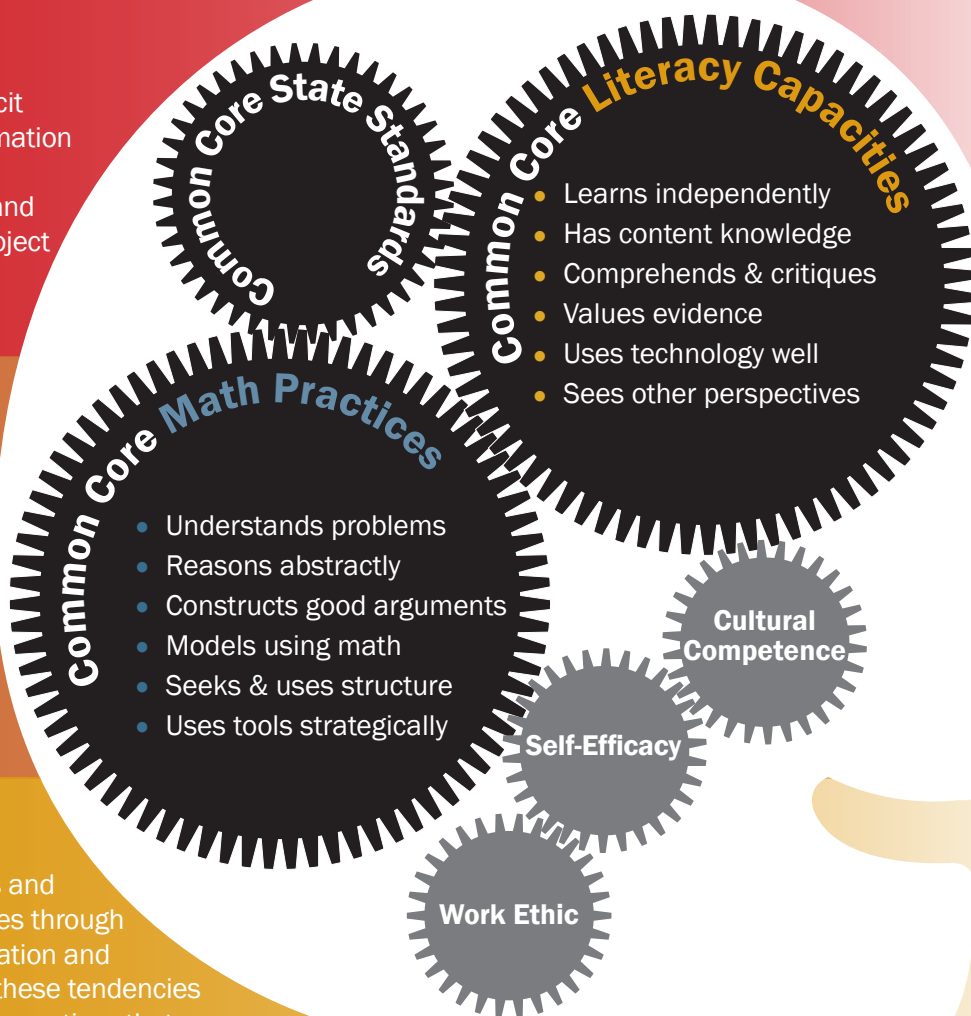 cit
mation
and
oject
Common Core State Standards
Common Core Literacy Capacities
• Learns independently
• Has content knowledge
• Comprehends & critiques
• Values evidence
• Uses technology well
• Sees other perspectives
Common Core Math Practices
• Understands problems
• Reasons abstractly
• Constructs good arguments
• Models using math
• Seeks & uses structure
• Uses tools strategically
Cultural
Competence
Self-Efficacy
Work Ethic
s and
es through
ation and
these tendencies